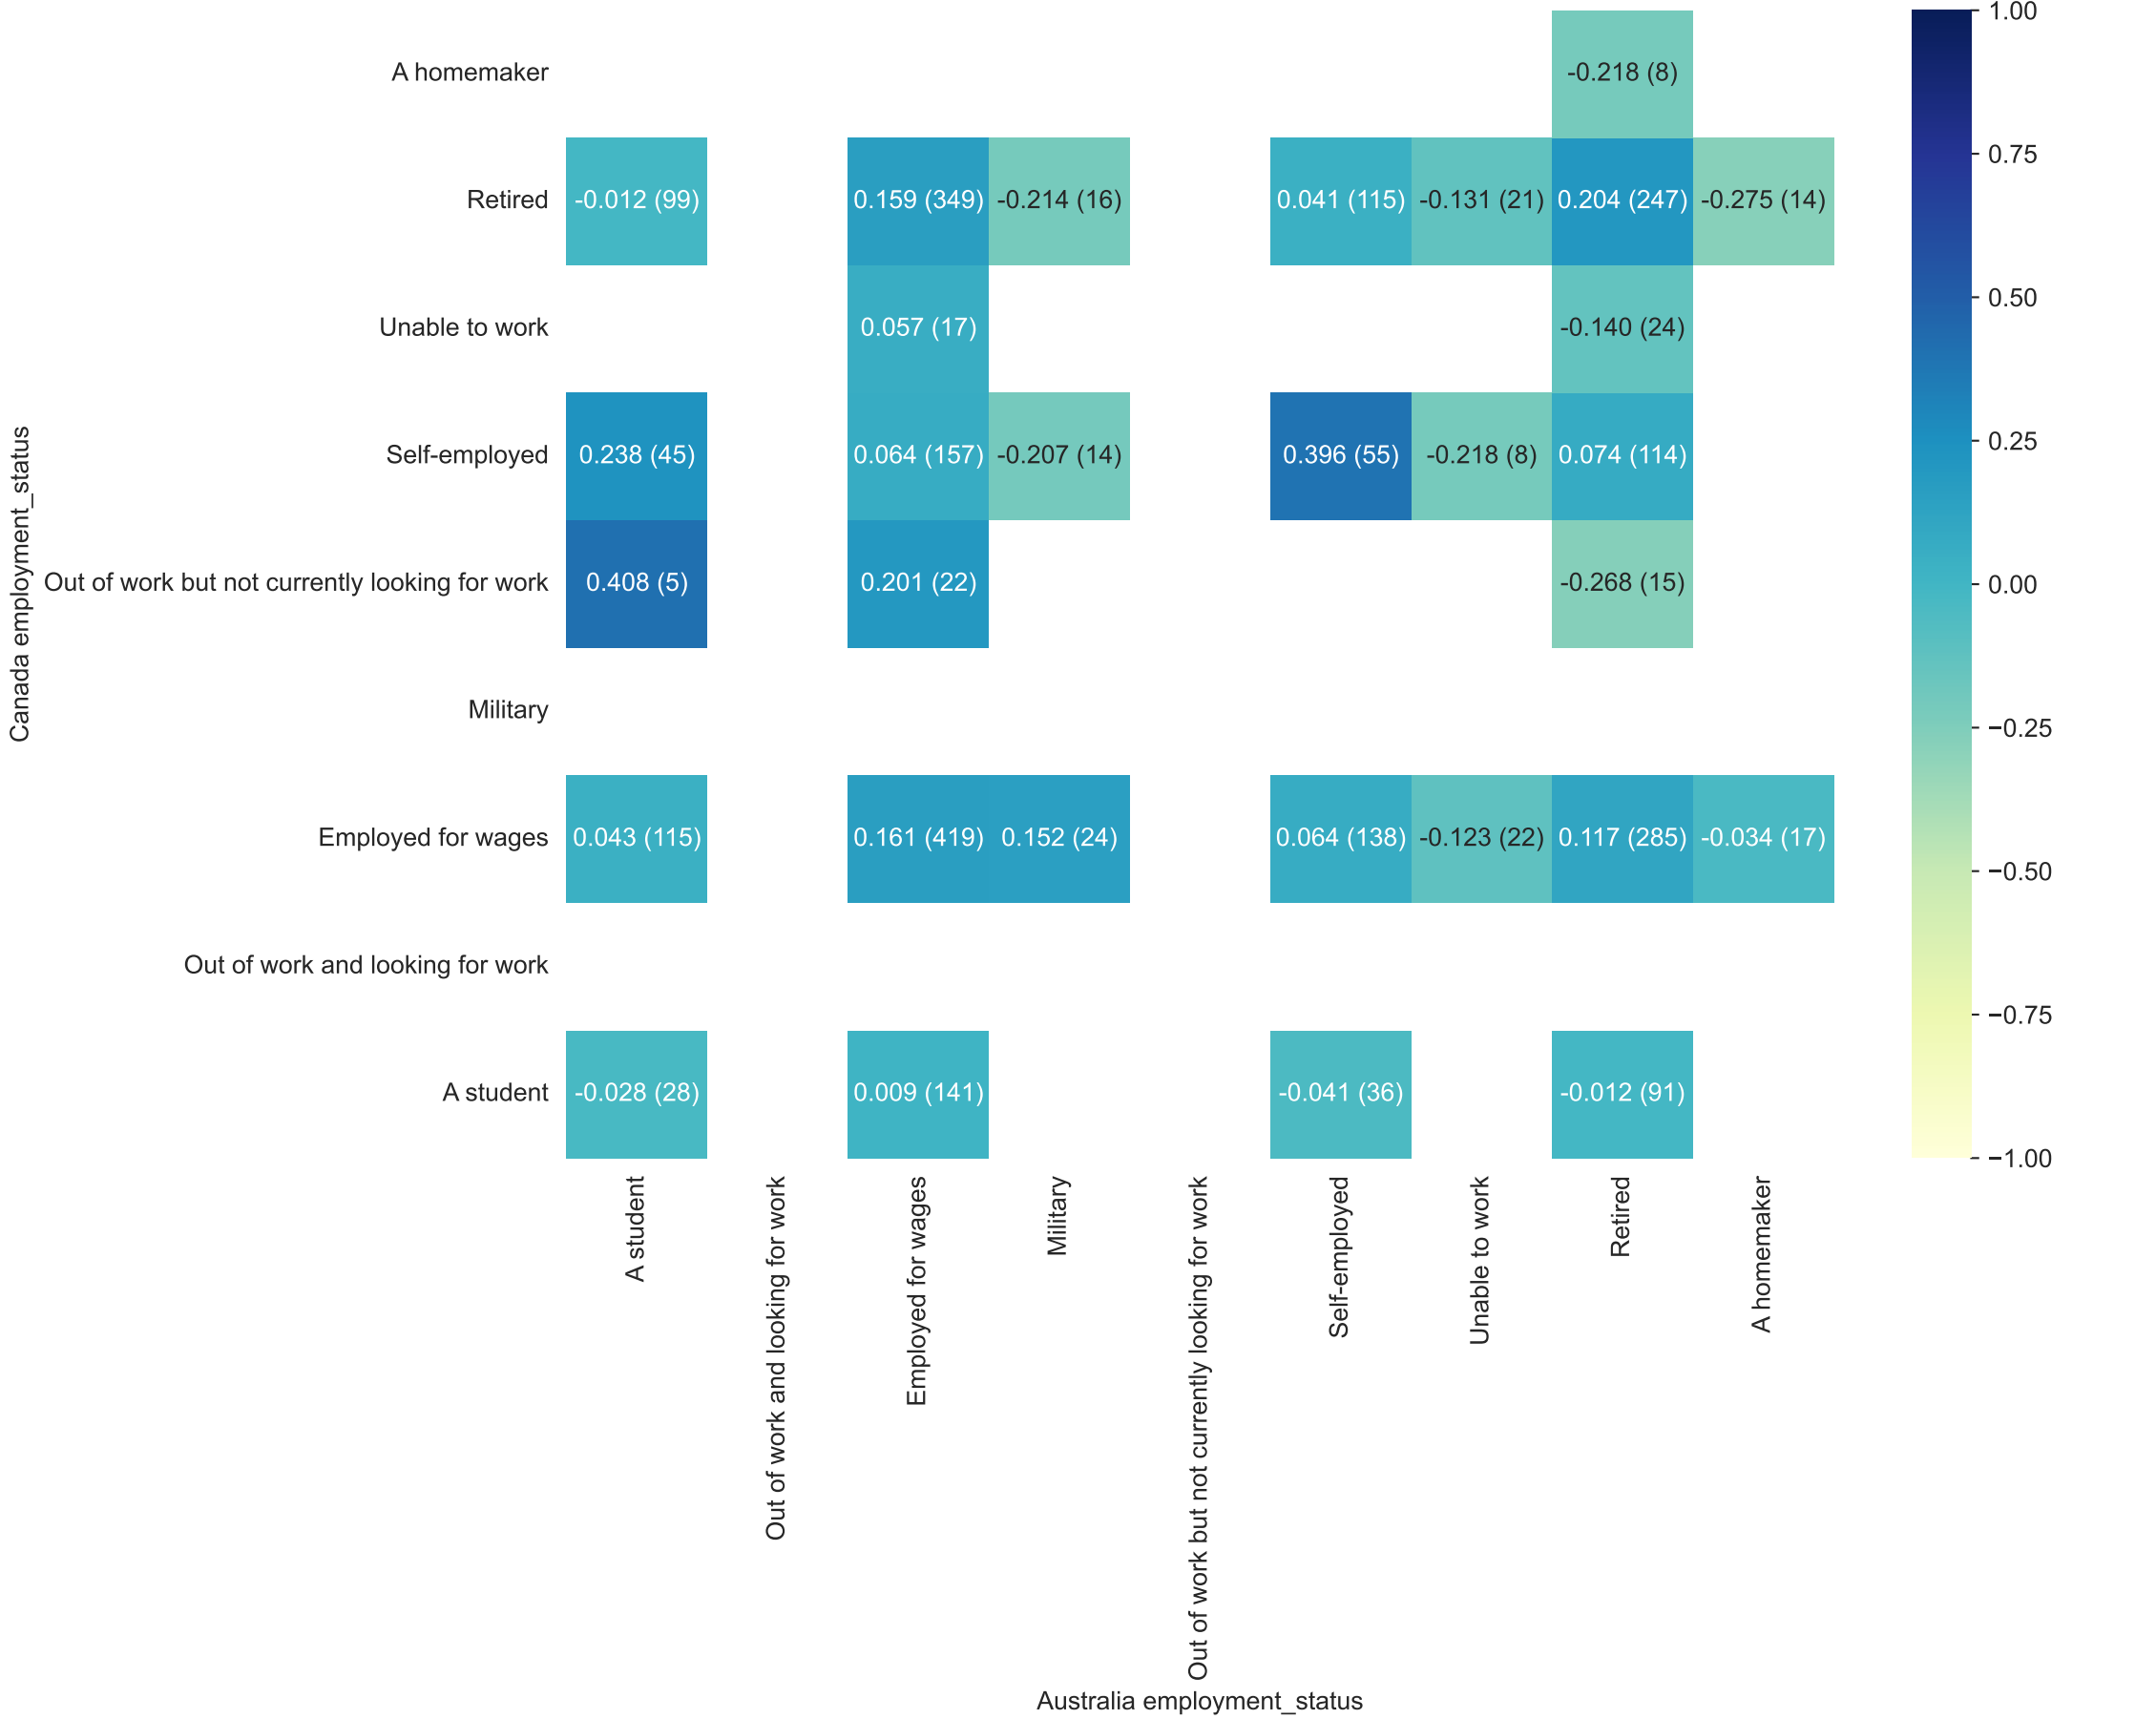 A homemaker
-0.218 (8)
Retired
-0.012 (99)
0.159 (349)
-0.214 (16)
0.041 (115)
-0.131 (21)
0.204 (247)
-0.275 (14)
Unable to work
0.057 (17)
-0.140 (24)
Self-employed
0.238 (45)
0.064 (157)
-0.207 (14)
0.396 (55)
-0.218 (8)
0.074 (114)
Out of work but not currently looking for work
0.408 (5)
0.201 (22)
-0.268 (15)
Military
Employed for wages
0.043 (115)
0.161 (419)
0.152 (24)
0.064 (138)
-0.123 (22)
0.117 (285)
-0.034 (17)
Out of work and looking for work
A student
-0.028 (28)
0.009 (141)
-0.041 (36)
-0.012 (91)
Canada employment_status
A student
Out of work and looking for work
Employed for wages
Military
Out of work but not currently looking for work
Self-employed
Unable to work
Retired
A homemaker
Australia employment_status
1.00
0.75
0.50
0.25
0.00
−0.25
−0.50
−0.75
−1.00